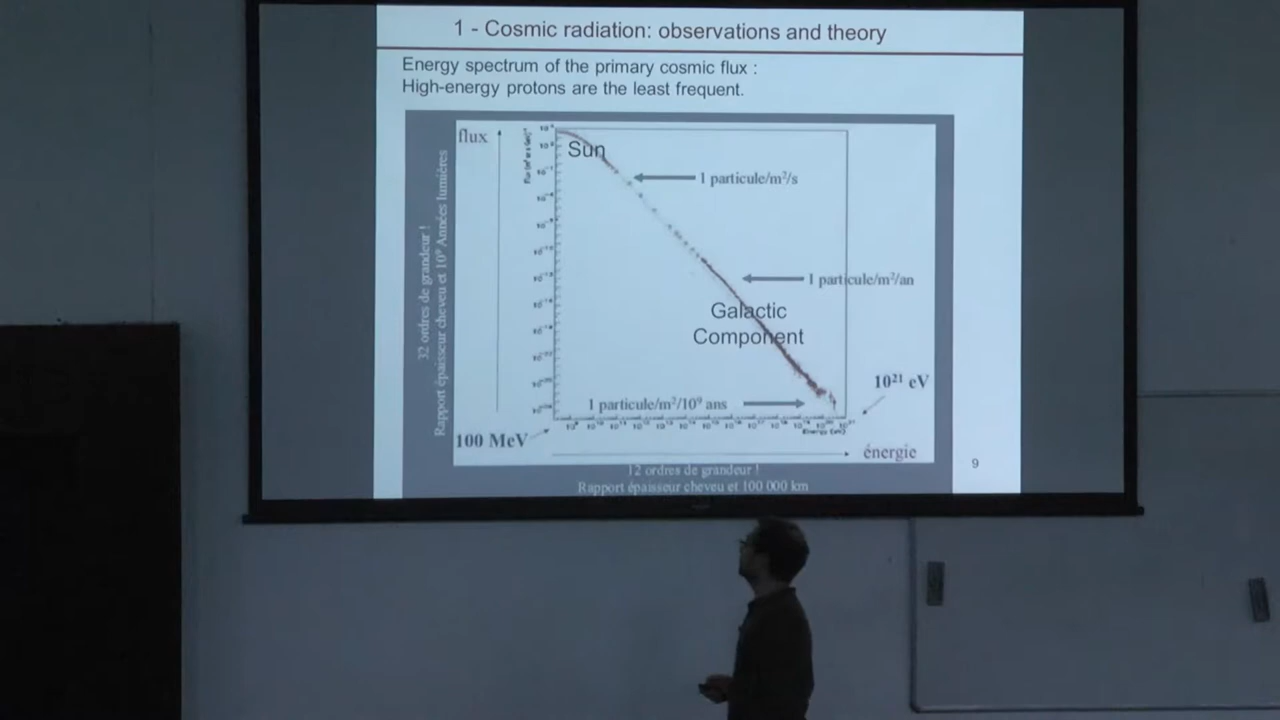 1 - Cosmic radiation: observations and theory
Energy spectrum of the primary cosmic flux :
High-energy protons are the least frequent.
flux
Sun
1 particule/m²/s
32 ordres de grandeur !
Rapport épaisseur cheveu et 10⁹ Années lumières
1 particule/m²/an
Galactic
Component
10²¹ eV
1 particule/m²/10⁹ ans
100 MeV
énergie
12 ordres de grandeur !
Rapport épaisseur cheveu et 100 000 km
9